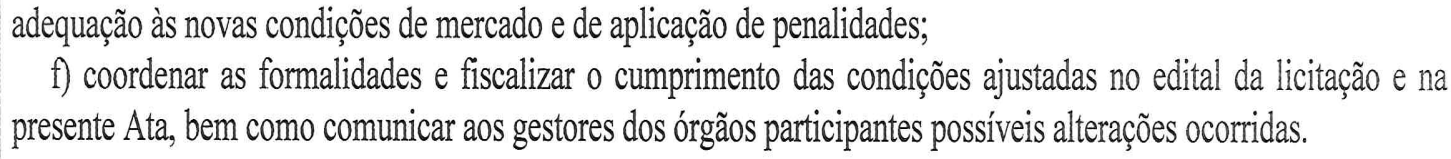 adequação às novas condições de mercado e de aplicação de penalidades;
f) coordenar as formalidades e fiscalizar o cumprimento das condições ajustadas no edital da licitação e na
presente Ata, bem como comunicar aos gestores dos órgãos participantes possíveis alterações ocorridas.